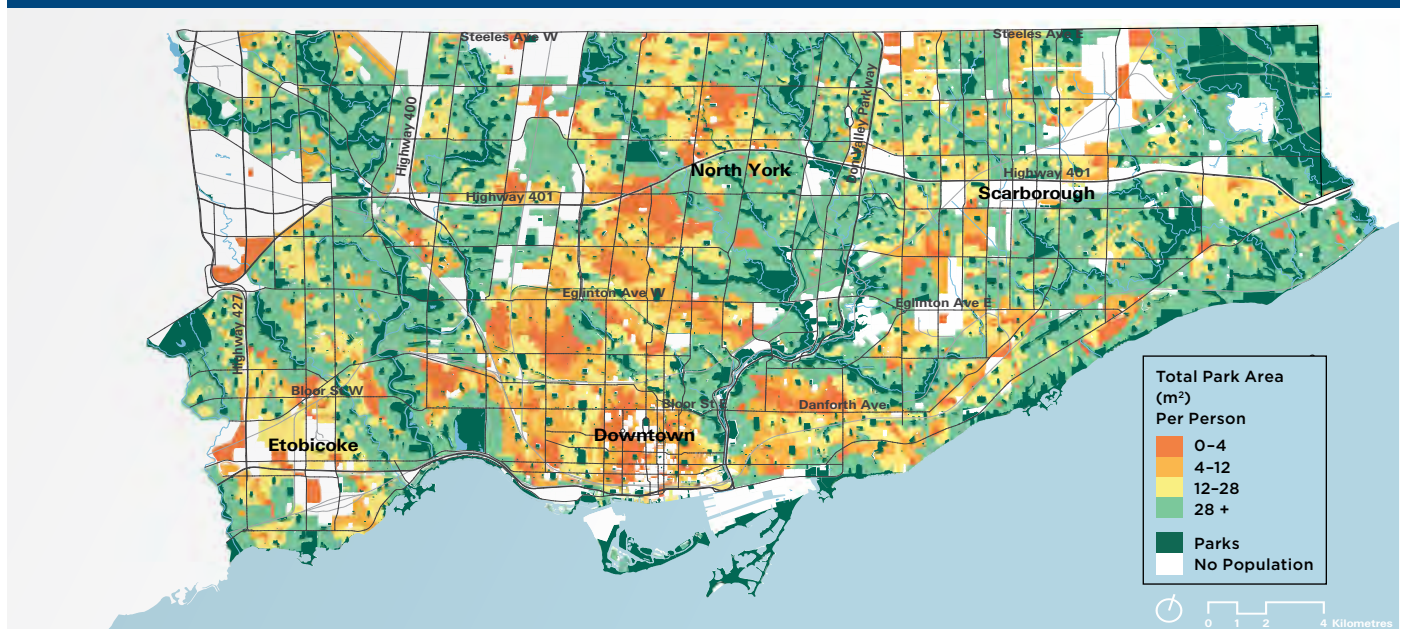 Steeles Ave W
Steeles Ave E
Highway 400
Don Valley Parkway
North York
Highway 401
Highway 401
Scarborough
Eglinton Ave W
Eglinton Ave E
Highway 427
Bloor St W
Bloor St E
Danforth Ave
Downtown
Etobicoke
Total Park Area
(m²)
Per Person
0–4
4–12
12–28
28 +
Parks
No Population
0 1 2 4 Kilometres